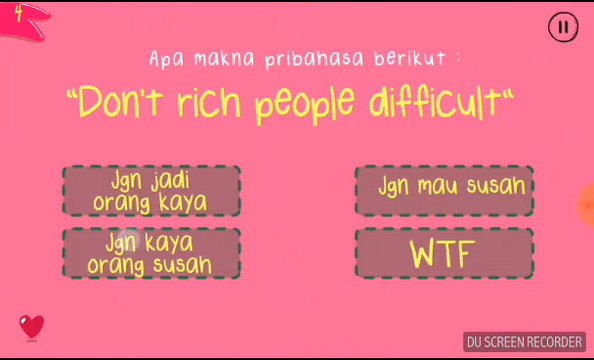 4
Apa makna pribahasa berikut :
"Don't rich people difficult"
Jgn jadi
orang kaya
Jgn mau susah
Jgn kaya
orang susah
WTF
DU SCREEN RECORDER